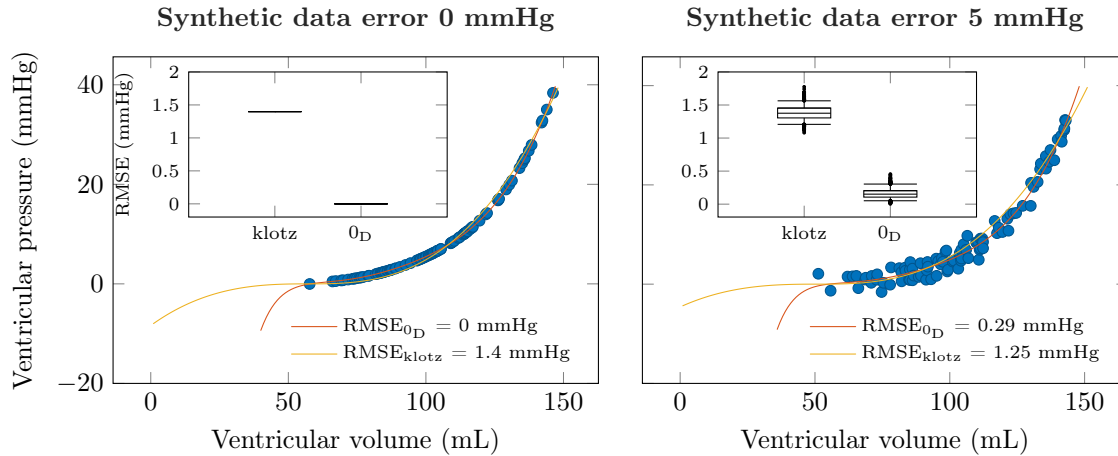 Synthetic data error 0 mmHg
Ventricular pressure (mmHg)
40
20
0
−20
RMSE (mmHg)
2
1.5
1
0.5
0
klotz
0D
RMSE0D = 0 mmHg
RMSEklotz = 1.4 mmHg
0
50
100
150
Ventricular volume (mL)
Synthetic data error 5 mmHg
2
1.5
1
0.5
0
klotz
0D
RMSE0D = 0.29 mmHg
RMSEklotz = 1.25 mmHg
0
50
100
150
Ventricular volume (mL)